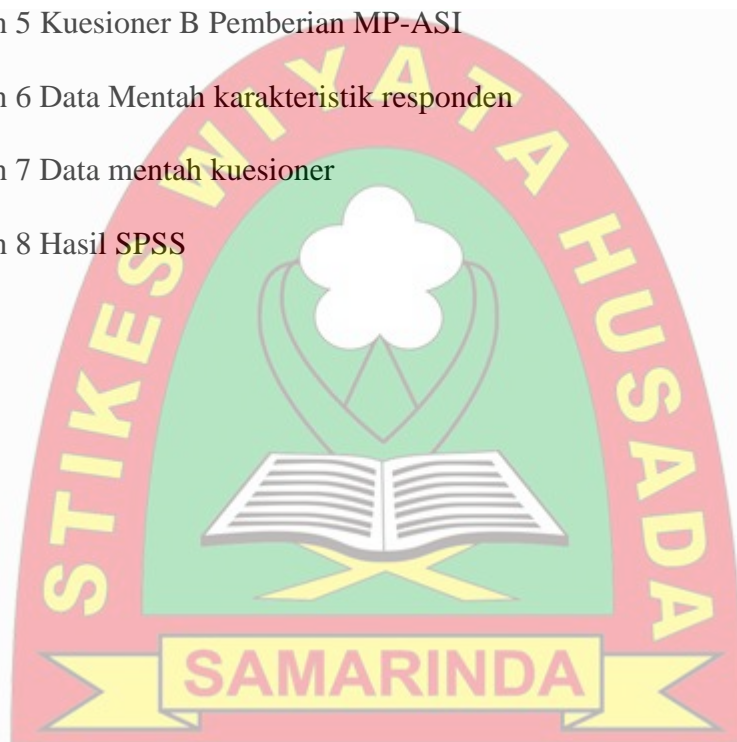 n 5 Kuesioner B Pemberian MP-ASI
n 6 Data Mentah karakteristik responden
n 7 Data mentah kuesioner
n 8 Hasil SPSS
STIKES WIYATA HUSADA
SAMARINDA